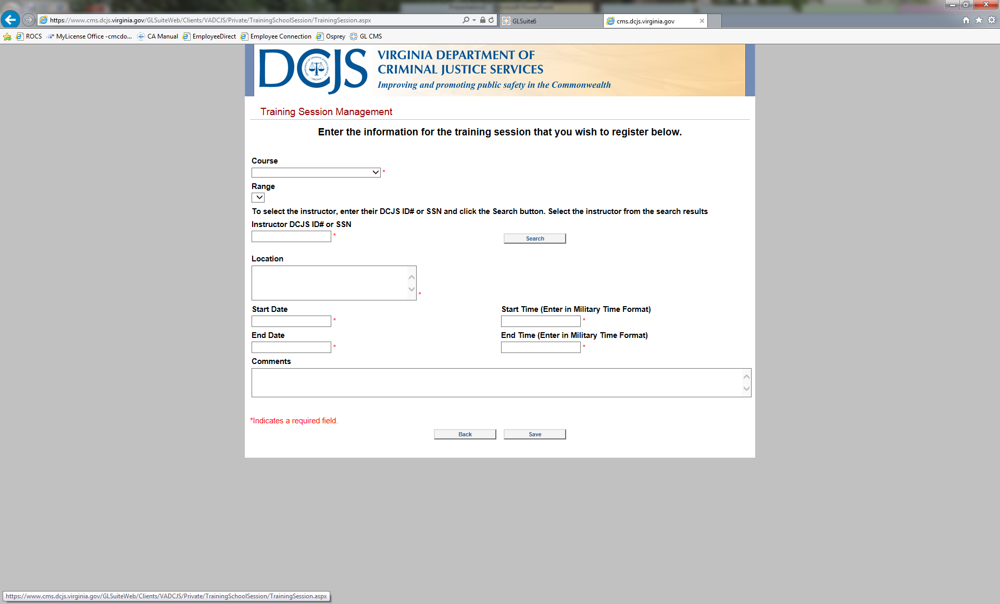 https://www.cms.dcjs.virginia.gov/GLSuiteWeb/Clients/VADCJS/Private/TrainingSchoolSession/TrainingSession.aspx
GLSuite6
cms.dcjs.virginia.gov
ROCS
MyLicense Office -cmcdo...
CA Manual
EmployeeDirect
Employee Connection
Osprey
GL CMS
DCJS
VIRGINIA DEPARTMENT OF
CRIMINAL JUSTICE SERVICES
Improving and promoting public safety in the Commonwealth
Training Session Management
Enter the information for the training session that you wish to register below.
Course
*
Range
To select the instructor, enter their DCJS ID# or SSN and click the Search button. Select the instructor from the search results
Instructor DCJS ID# or SSN
*
Search
Location
*
Start Date
Start Time (Enter in Military Time Format)
* *
End Date
End Time (Enter in Military Time Format)
* *
Comments
*Indicates a required field.
Back
Save
https://www.cms.dcjs.virginia.gov/GLSuiteWeb/Clients/VADCJS/Private/TrainingSchoolSession/TrainingSession.aspx